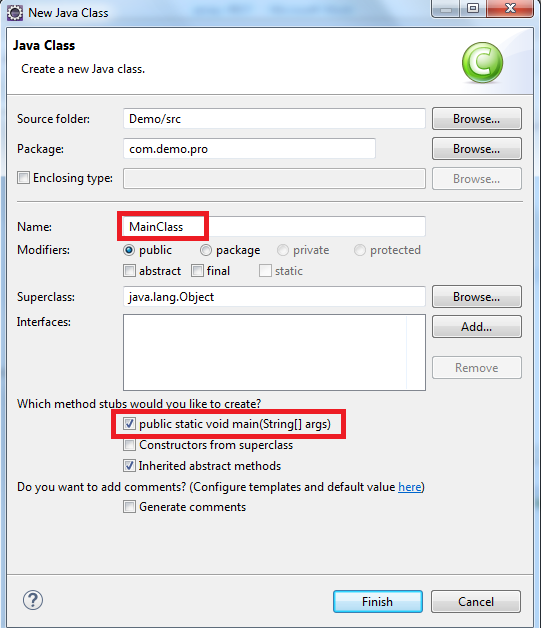 New Java Class
Java Class
Create a new Java class.
Source folder: Demo/src Browse...
Package: com.demo.pro Browse...
Enclosing type: Browse...
Name: MainClass
Modifiers: public package private protected
abstract final static
Superclass: java.lang.Object Browse...
Interfaces: Add...
Remove
Which method stubs would you like to create?
public static void main(String[] args)
Constructors from superclass
Inherited abstract methods
Do you want to add comments? (Configure templates and default value here)
Generate comments
? Finish Cancel